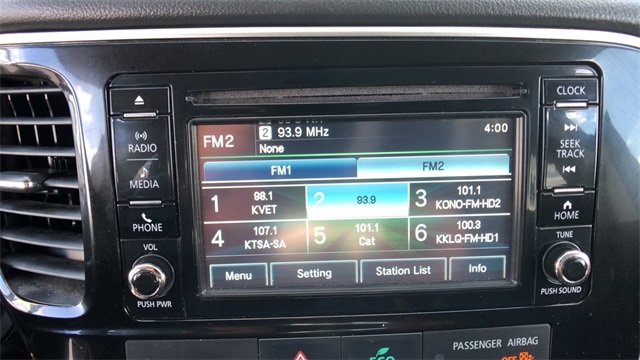 CLOCK
RADIO
MEDIA
PHONE
VOL
PUSH PWR
FM2
2 93.9 MHz
4:00
None
FM1 FM2
1 98.1 KVET
2 93.9
3 101.1 KONO-FM-HD2
4 107.1 KTSA-SA
5 101.1 Cat
6 100.3 KKLQ-FM-HD1
Menu Setting Station List Info
SEEK
TRACK
HOME
TUNE
PUSH SOUND
ECO
PASSENGER AIRBAG
OFF